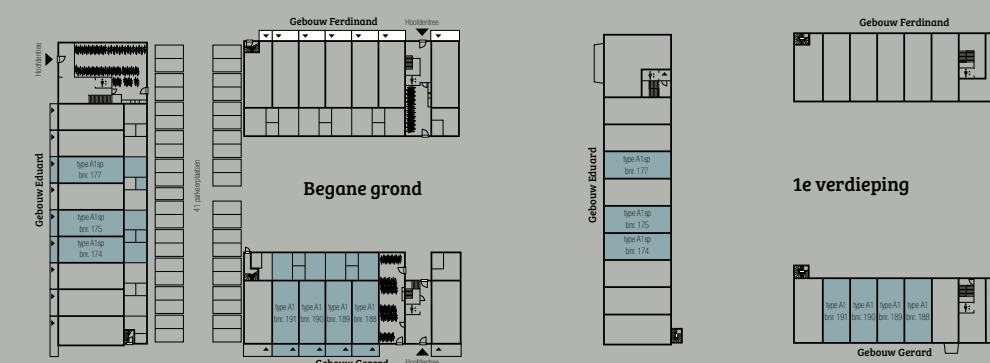 Gebouw Ferdinand
Hoofdentree
Hoofdentree
Gebouw Eduard
type A1sp
bnr. 177
type A1sp
bnr. 175
type A1sp
bnr. 174
41 parkeerplaatsen
Begane grond
type A1
bnr. 191
type A1
bnr. 190
type A1
bnr. 189
type A1
bnr. 188
Gebouw Gerard
Hoofdentree
Gebouw Ferdinand
Gebouw Eduard
type A1sp
bnr. 177
type A1sp
bnr. 175
type A1sp
bnr. 174
1e verdieping
type A1
bnr. 191
type A1
bnr. 190
type A1
bnr. 189
type A1
bnr. 188
Gebouw Gerard